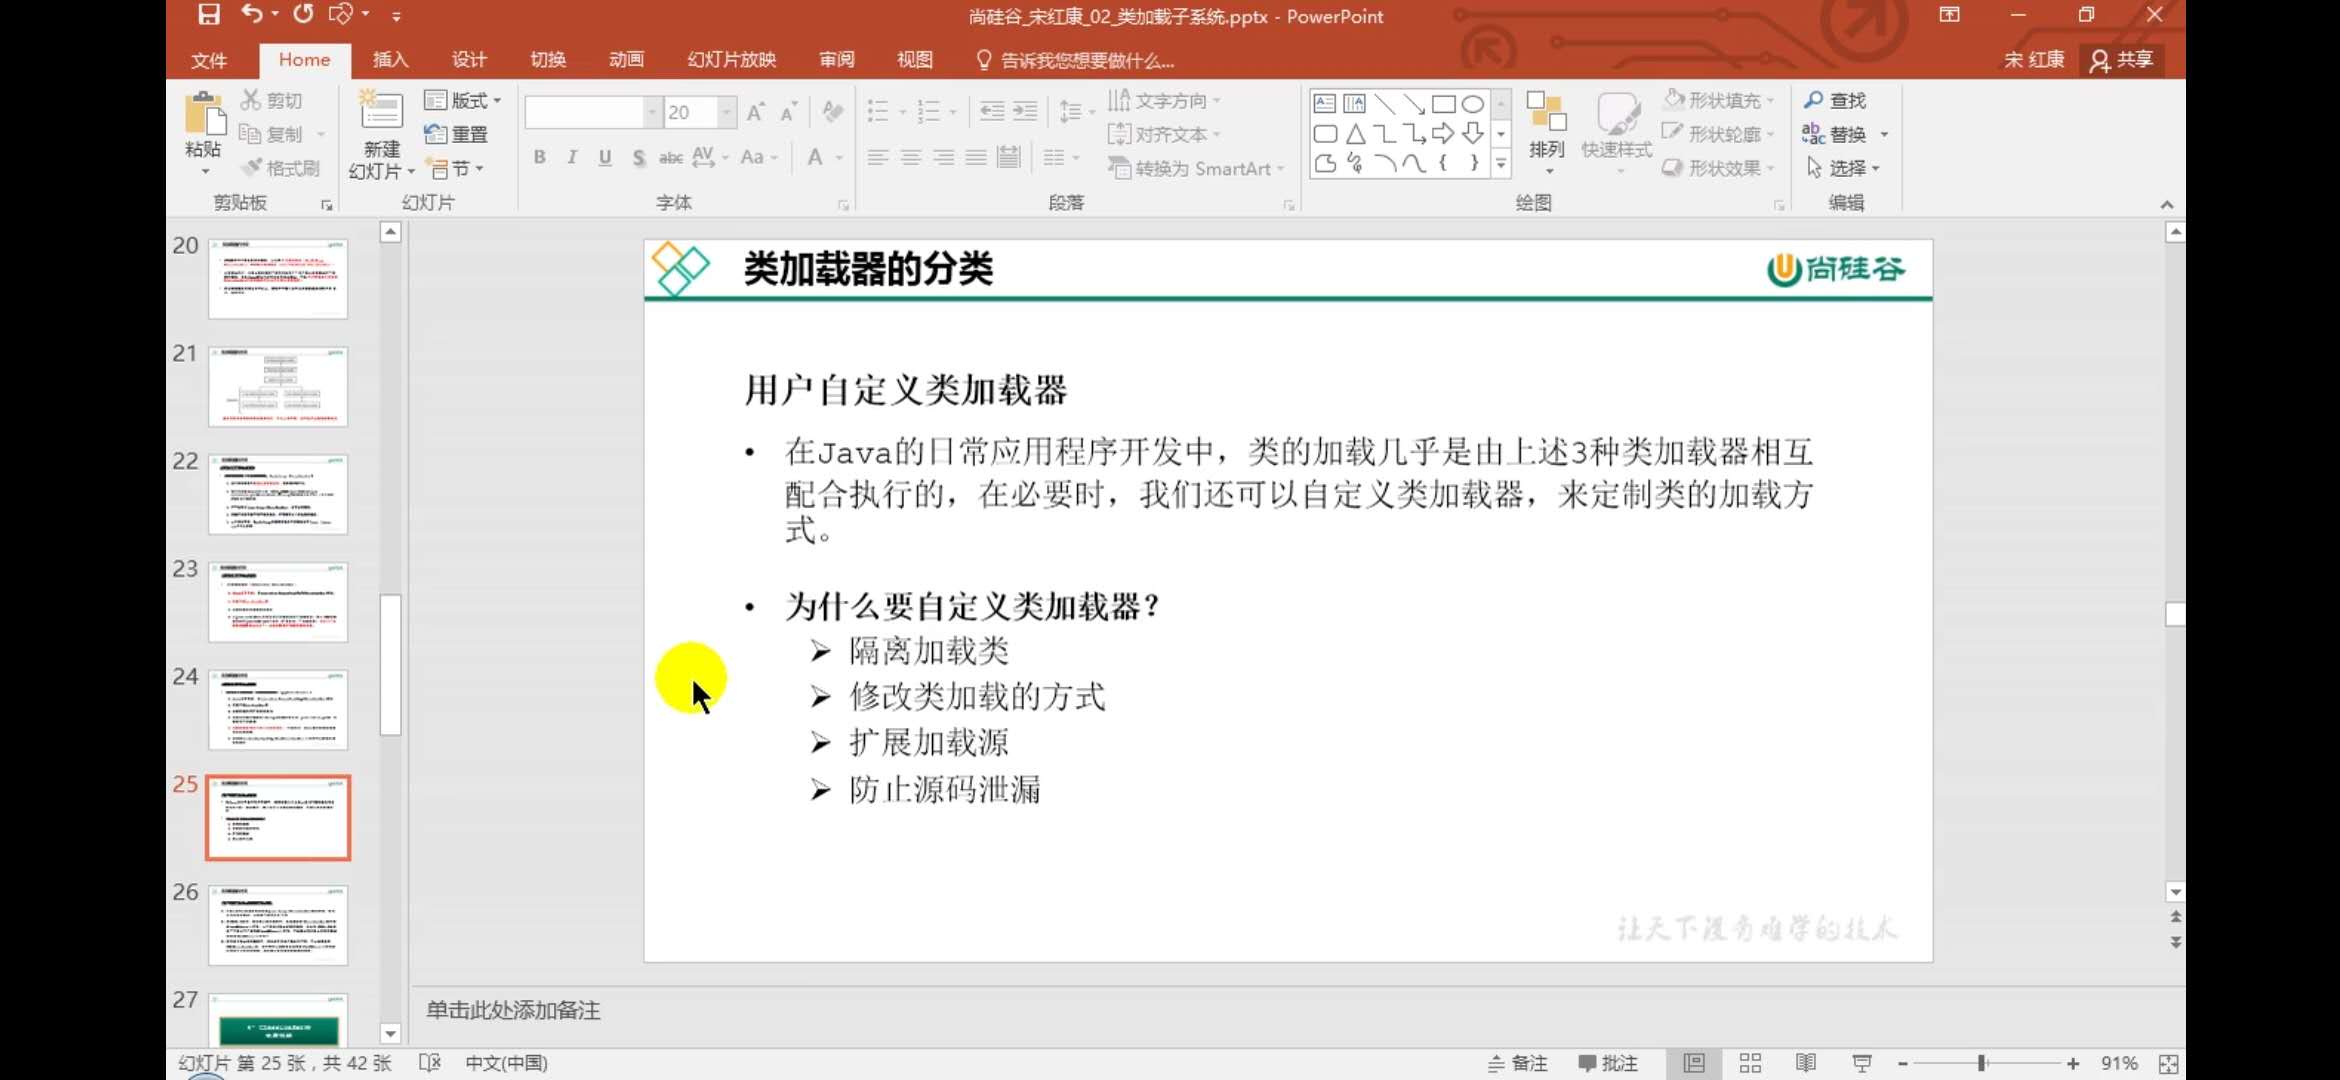 尚硅谷_宋红康_02_类加载子系统.pptx - PowerPoint
文件 Home 插入 设计 切换 动画 幻灯片放映 审阅 视图 告诉我您想要做什么... 宋 红康 共享
剪切
复制
格式刷
粘贴
剪贴板
新建
幻灯片
版式
重置
节
幻灯片
20
B I U S abc AV Aa A
字体
文字方向
对齐文本
转换为 SmartArt
段落
排列
快速样式
形状填充
形状轮廓
形状效果
绘图
查找
替换
选择
编辑
20
21
22
23
24
25
26
27
类加载器的分类
尚硅谷
用户自定义类加载器
• 在Java的日常应用程序开发中，类的加载几乎是由上述3种类加载器相互
配合执行的，在必要时，我们还可以自定义类加载器，来定制类的加载方
式。
• 为什么要自定义类加载器？
➢ 隔离加载类
➢ 修改类加载的方式
➢ 扩展加载源
➢ 防止源码泄漏
让天下没有难学的技术
单击此处添加备注
幻灯片 第 25 张，共 42 张 中文(中国) 备注 批注 91%